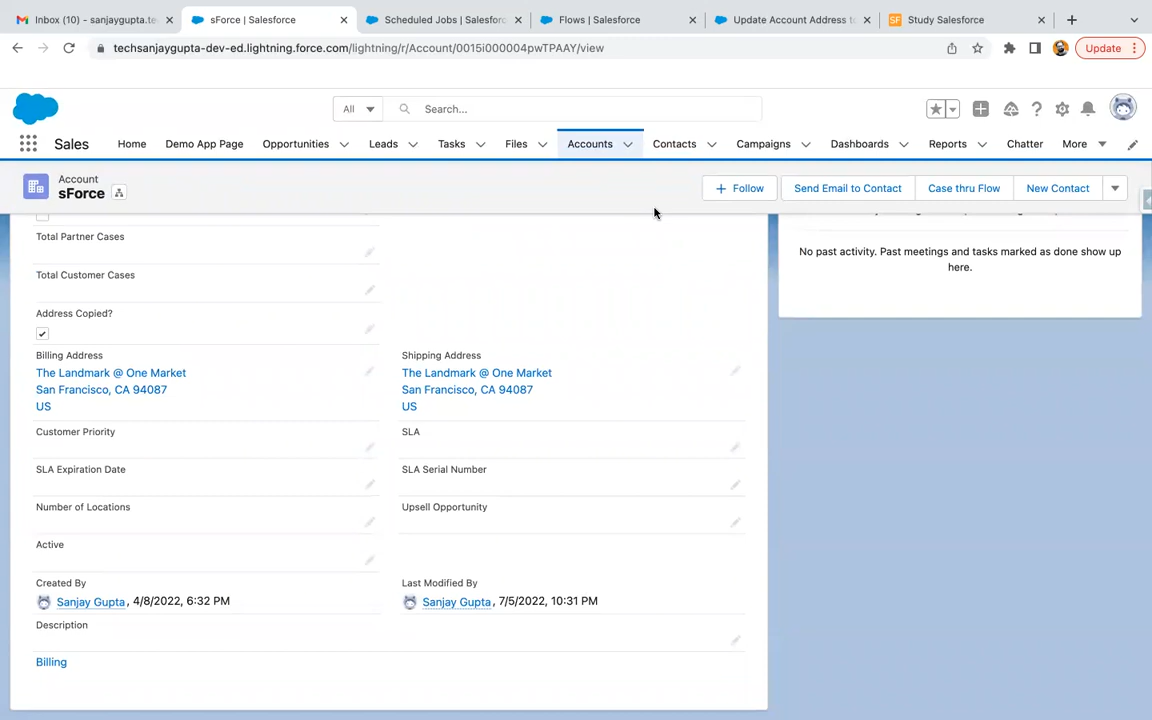 Inbox (10) - sanjaygupta.te
sForce | Salesforce
Scheduled Jobs | Salesforc
Flows | Salesforce
Update Account Address to
SF Study Salesforce
techsanjaygupta-dev-ed.lightning.force.com/lightning/r/Account/0015i000004pwTPAAY/view
Update
All
Search...
Sales
Home
Demo App Page
Opportunities
Leads
Tasks
Files
Accounts
Contacts
Campaigns
Dashboards
Reports
Chatter
More
Account
sForce
+ Follow
Send Email to Contact
Case thru Flow
New Contact
Total Partner Cases
Total Customer Cases
Address Copied?
Billing Address
The Landmark @ One Market
San Francisco, CA 94087
US
Shipping Address
The Landmark @ One Market
San Francisco, CA 94087
US
Customer Priority
SLA
SLA Expiration Date
SLA Serial Number
Number of Locations
Upsell Opportunity
Active
Created By
Sanjay Gupta, 4/8/2022, 6:32 PM
Last Modified By
Sanjay Gupta, 7/5/2022, 10:31 PM
Description
Billing
No past activity. Past meetings and tasks marked as done show up
here.